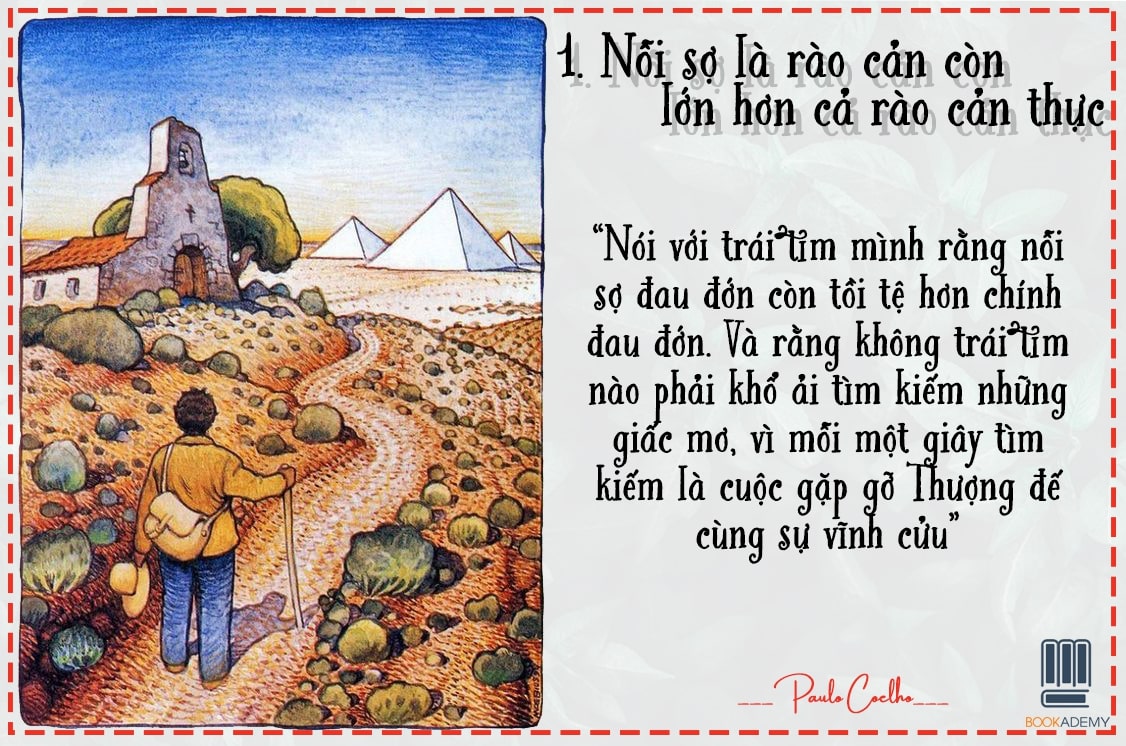 1. Nỗi sợ là rào cản còn
lớn hơn cả rào cản thực
“Nói với trái tim mình rằng nỗi
sợ đau đớn còn tồi tệ hơn chính
đau đớn. Và rằng không trái tim
nào phải khổ ải tìm kiếm những
giấc mơ, vì mỗi một giây tìm
kiếm là cuộc gặp gỡ Thượng đế
cùng sự vĩnh cửu”
___ Paulo Coelho___
BOOKADEMY